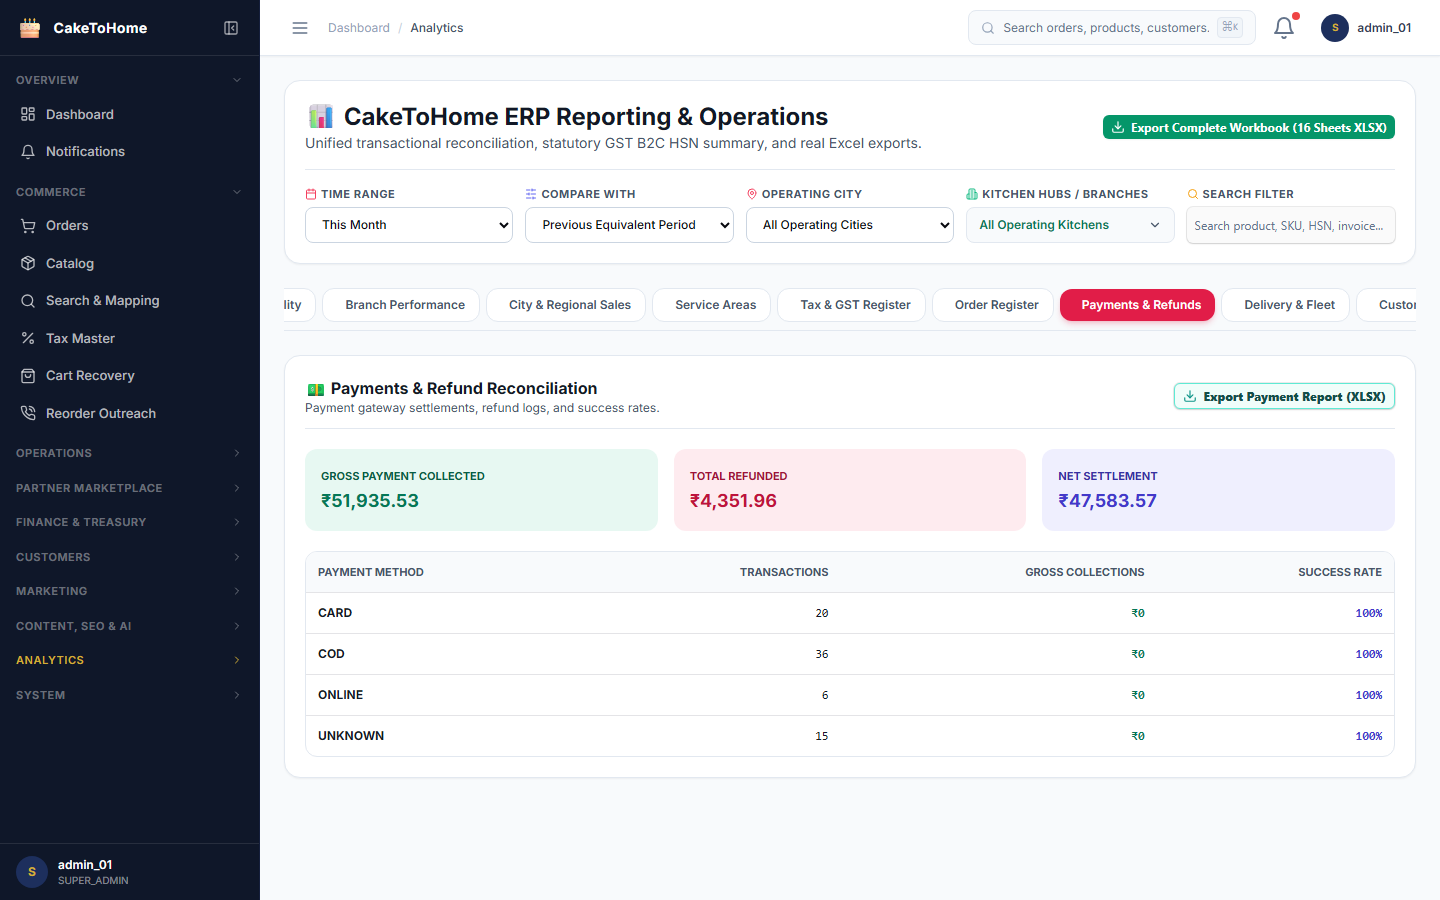 CakeToHome
Dashboard / Analytics
Search orders, products, customers.
⌘K
S
admin_01
OVERVIEW
Dashboard
Notifications
COMMERCE
Orders
Catalog
Search & Mapping
Tax Master
Cart Recovery
Reorder Outreach
OPERATIONS
PARTNER MARKETPLACE
FINANCE & TREASURY
CUSTOMERS
MARKETING
CONTENT, SEO & AI
ANALYTICS
SYSTEM
S
admin_01
SUPER_ADMIN
CakeToHome ERP Reporting & Operations
Unified transactional reconciliation, statutory GST B2C HSN summary, and real Excel exports.
Export Complete Workbook (16 Sheets XLSX)
TIME RANGE
This Month
COMPARE WITH
Previous Equivalent Period
OPERATING CITY
All Operating Cities
KITCHEN HUBS / BRANCHES
All Operating Kitchens
SEARCH FILTER
Search product, SKU, HSN, invoice...
lity
Branch Performance
City & Regional Sales
Service Areas
Tax & GST Register
Order Register
Payments & Refunds
Delivery & Fleet
Custor
Payments & Refund Reconciliation
Payment gateway settlements, refund logs, and success rates.
Export Payment Report (XLSX)
GROSS PAYMENT COLLECTED
₹51,935.53
TOTAL REFUNDED
₹4,351.96
NET SETTLEMENT
₹47,583.57
PAYMENT METHOD TRANSACTIONS GROSS COLLECTIONS SUCCESS RATE
CARD 20 ₹0 100%
COD 36 ₹0 100%
ONLINE 6 ₹0 100%
UNKNOWN 15 ₹0 100%